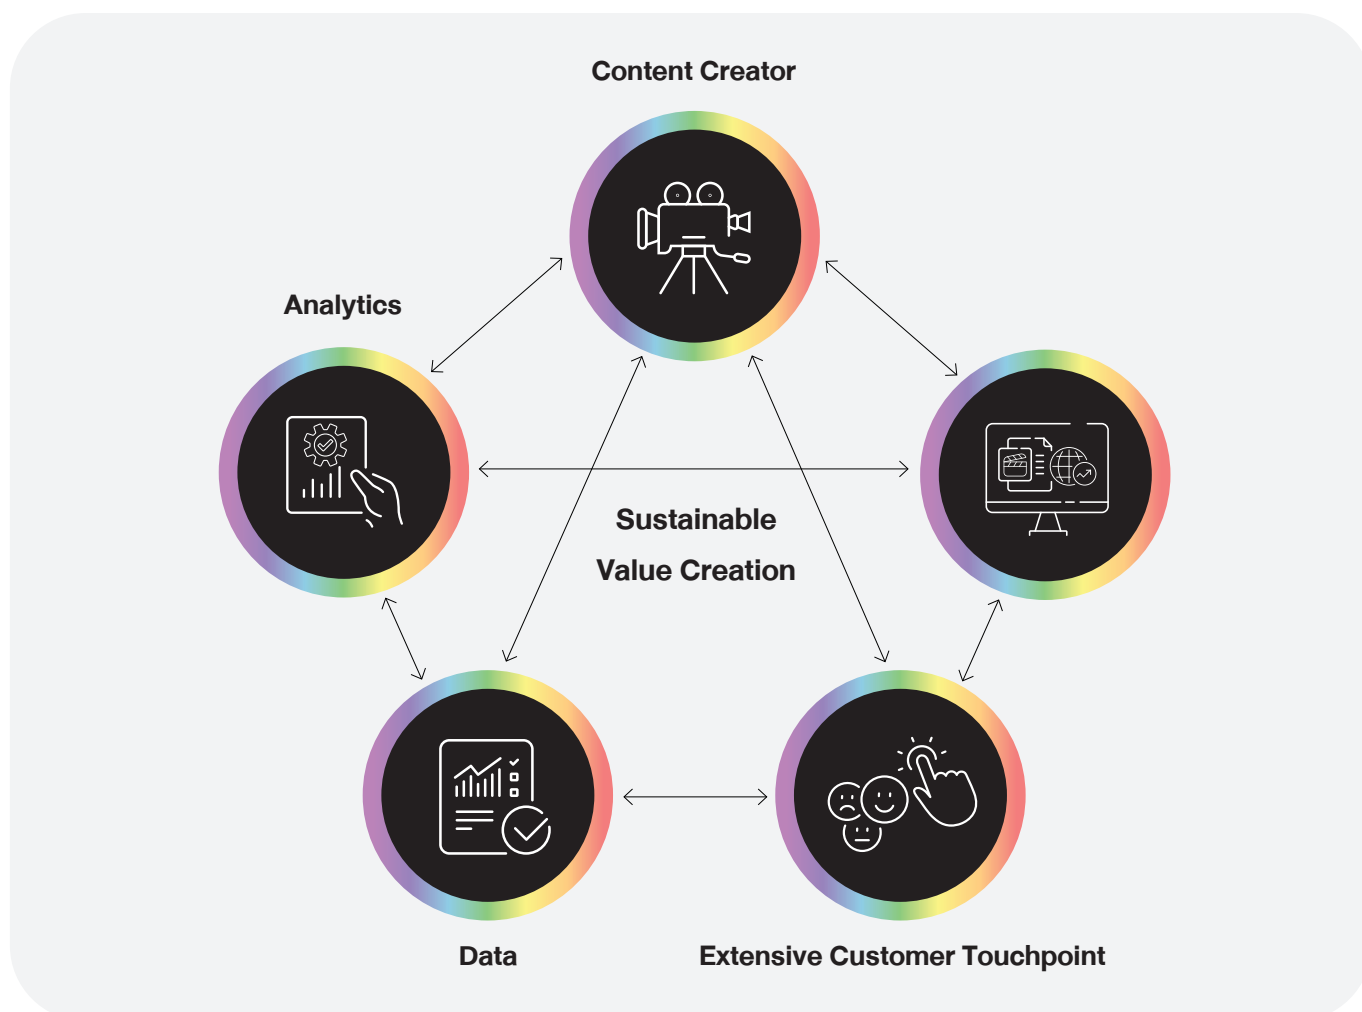 Content Creator
Analytics
Sustainable
Value Creation
Data
Extensive Customer Touchpoint